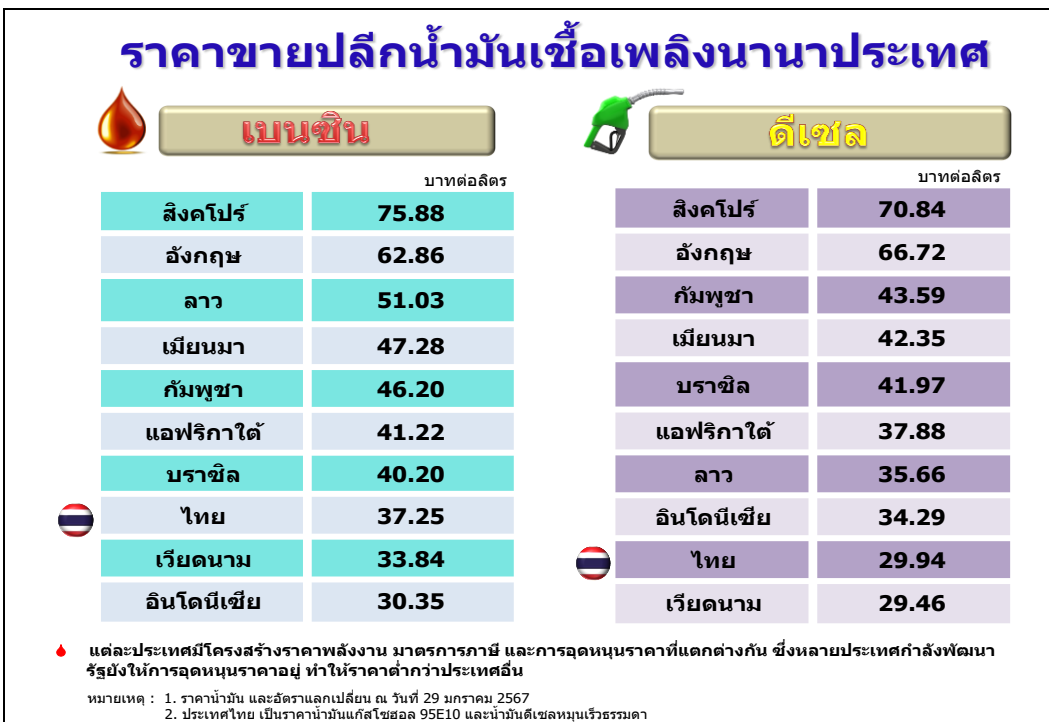 ราคาขายปลีกน้ำมันเชื้อเพลิงนานาประเทศ
เบนซิน
บาทต่อลิตร
สิงคโปร์ 75.88
อังกฤษ 62.86
ลาว 51.03
เมียนมา 47.28
กัมพูชา 46.20
แอฟริกาใต้ 41.22
บราซิล 40.20
ไทย 37.25
เวียดนาม 33.84
อินโดนีเซีย 30.35
ดีเซล
บาทต่อลิตร
สิงคโปร์ 70.84
อังกฤษ 66.72
กัมพูชา 43.59
เมียนมา 42.35
บราซิล 41.97
แอฟริกาใต้ 37.88
ลาว 35.66
อินโดนีเซีย 34.29
ไทย 29.94
เวียดนาม 29.46
แต่ละประเทศมีโครงสร้างราคาพลังงาน มาตรการภาษี และการอุดหนุนราคาที่แตกต่างกัน ซึ่งหลายประเทศกำลังพัฒนา
รัฐยังให้การอุดหนุนราคาอยู่ ทำให้ราคาต่ำกว่าประเทศอื่น
หมายเหตุ : 1. ราคาน้ำมัน และอัตราแลกเปลี่ยน ณ วันที่ 29 มกราคม 2567
2. ประเทศไทย เป็นราคาน้ำมันแก๊สโซฮอล 95E10 และน้ำมันดีเซลหมุนเร็วธรรมดา